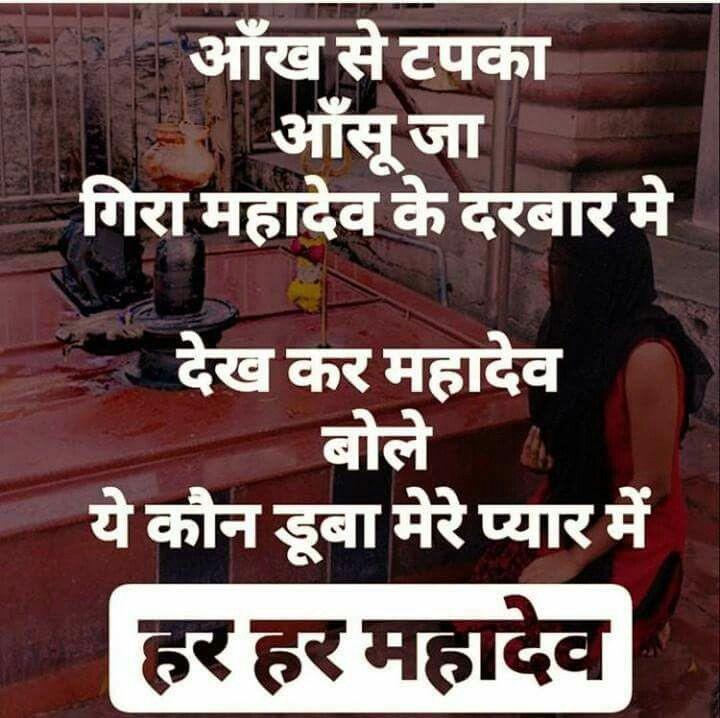 आँख से टपका
आँसू जा
गिरा महादेव के दरबार मे
देख कर महादेव
बोले
ये कौन डूबा मेरे प्यार में
हर हर महादेव